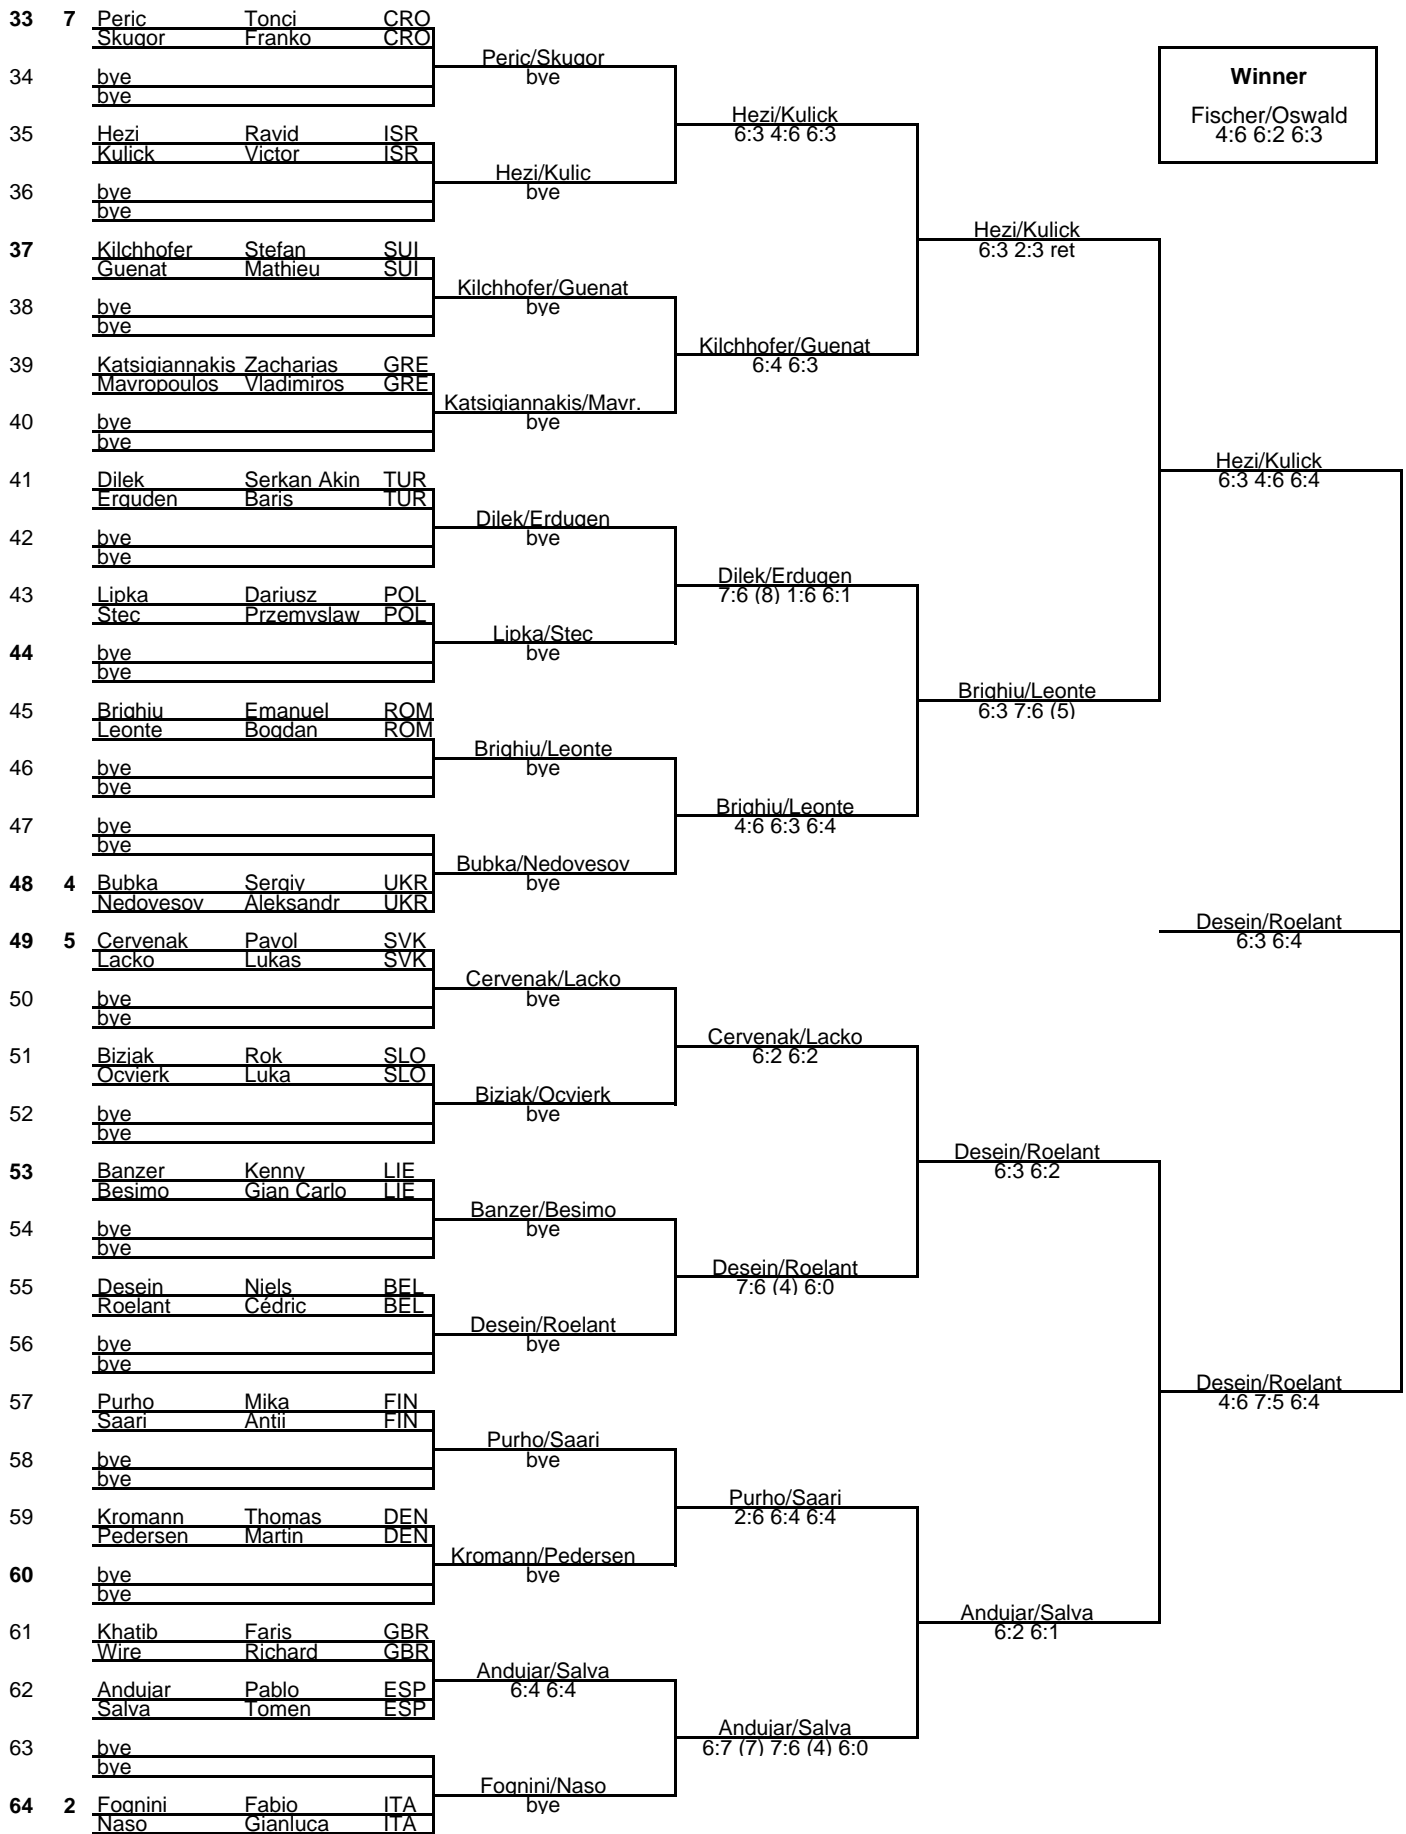 33 7 Peric Tonci CRO
Skugor Franko CRO
Peric/Skugor
bye
34 bye
bye
Winner
Fischer/Oswald
4:6 6:2 6:3
Hezi/Kulick
6:3 4:6 6:3
35 Hezi Ravid ISR
Kulick Victor ISR
Hezi/Kulic
bye
36 bye
bye
Hezi/Kulick
6:3 2:3 ret
37 Kilchhofer Stefan SUI
Guenat Mathieu SUI
Kilchhofer/Guenat
bye
38 bye
bye
Kilchhofer/Guenat
6:4 6:3
39 Katsigiannakis Zacharias GRE
Mavropoulos Vladimiros GRE
Katsigiannakis/Mavr.
bye
40 bye
bye
Hezi/Kulick
6:3 4:6 6:4
41 Dilek Serkan Akin TUR
Erguden Baris TUR
Dilek/Erdugen
bye
42 bye
bye
Dilek/Erdugen
7:6 (8) 1:6 6:1
43 Lipka Dariusz POL
Stec Przemyslaw POL
Lipka/Stec
bye
44 bye
bye
Brighiu/Leonte
6:3 7:6 (5)
45 Brighiu Emanuel ROM
Leonte Bogdan ROM
Brighiu/Leonte
bye
46 bye
bye
Brighiu/Leonte
4:6 6:3 6:4
47 bye
bye
Bubka/Nedovesov
bye
48 4 Bubka Sergiy UKR
Nedovesov Aleksandr UKR
Desein/Roelant
6:3 6:4
49 5 Cervenak Pavol SVK
Lacko Lukas SVK
Cervenak/Lacko
bye
50 bye
bye
Cervenak/Lacko
6:2 6:2
51 Bizjak Rok SLO
Ocvierk Luka SLO
Bizjak/Ocvierk
bye
52 bye
bye
Desein/Roelant
6:3 6:2
53 Banzer Kenny LIE
Besimo Gian Carlo LIE
Banzer/Besimo
bye
54 bye
bye
Desein/Roelant
7:6 (4) 6:0
55 Desein Niels BEL
Roelant Cédric BEL
Desein/Roelant
bye
56 bye
bye
Desein/Roelant
4:6 7:5 6:4
57 Purho Mika FIN
Saari Antii FIN
Purho/Saari
bye
58 bye
bye
Purho/Saari
2:6 6:4 6:4
59 Kromann Thomas DEN
Pedersen Martin DEN
Kromann/Pedersen
bye
60 bye
bye
Andujar/Salva
6:2 6:1
61 Khatib Faris GBR
Wire Richard GBR
Andujar/Salva
6:4 6:4
62 Andujar Pablo ESP
Salva Tomen ESP
Andujar/Salva
6:7 (7) 7:6 (4) 6:0
63 bye
bye
Fognini/Naso
bye
64 2 Fognini Fabio ITA
Naso Gianluca ITA